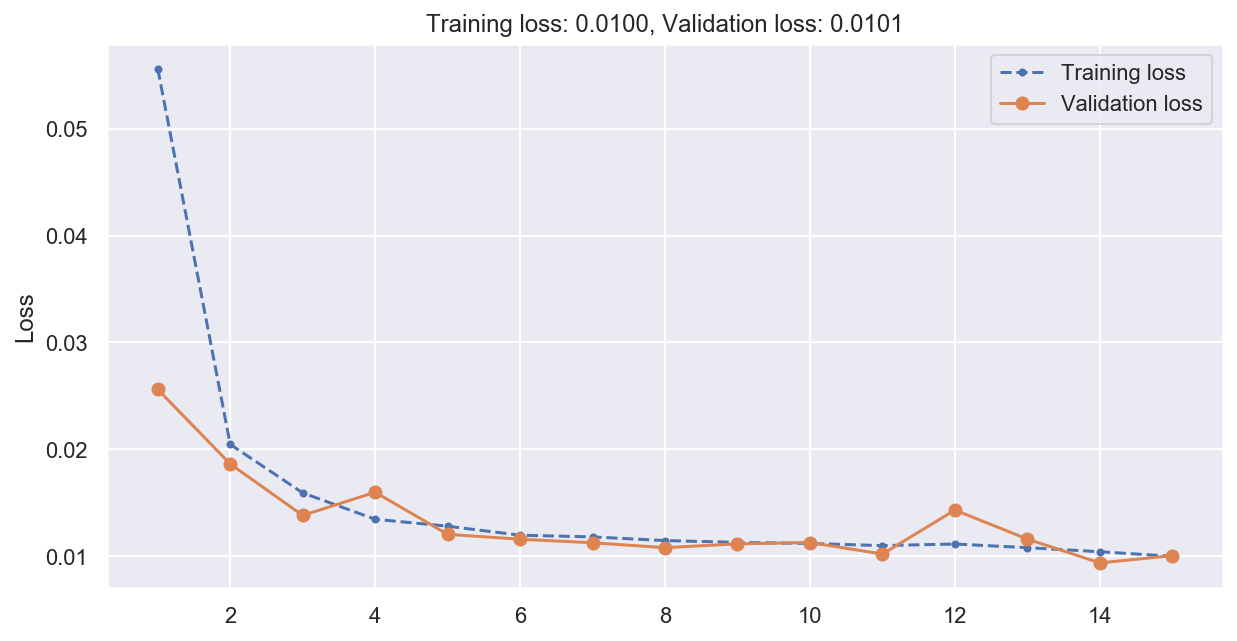 Training loss: 0.0100, Validation loss: 0.0101
Training loss
Validation loss
0.05
0.04
0.03
0.02
0.01
Loss
2 4 6 8 10 12 14